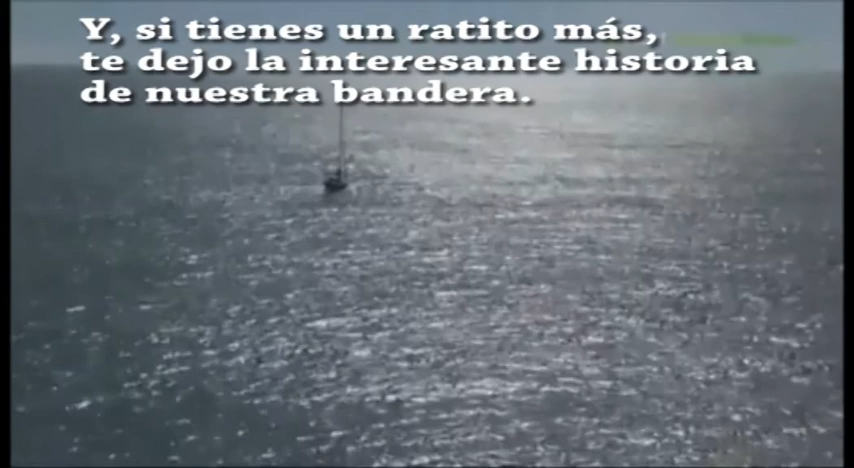 Y, si tienes un ratito más,
te dejo la interesante historia
de nuestra bandera.